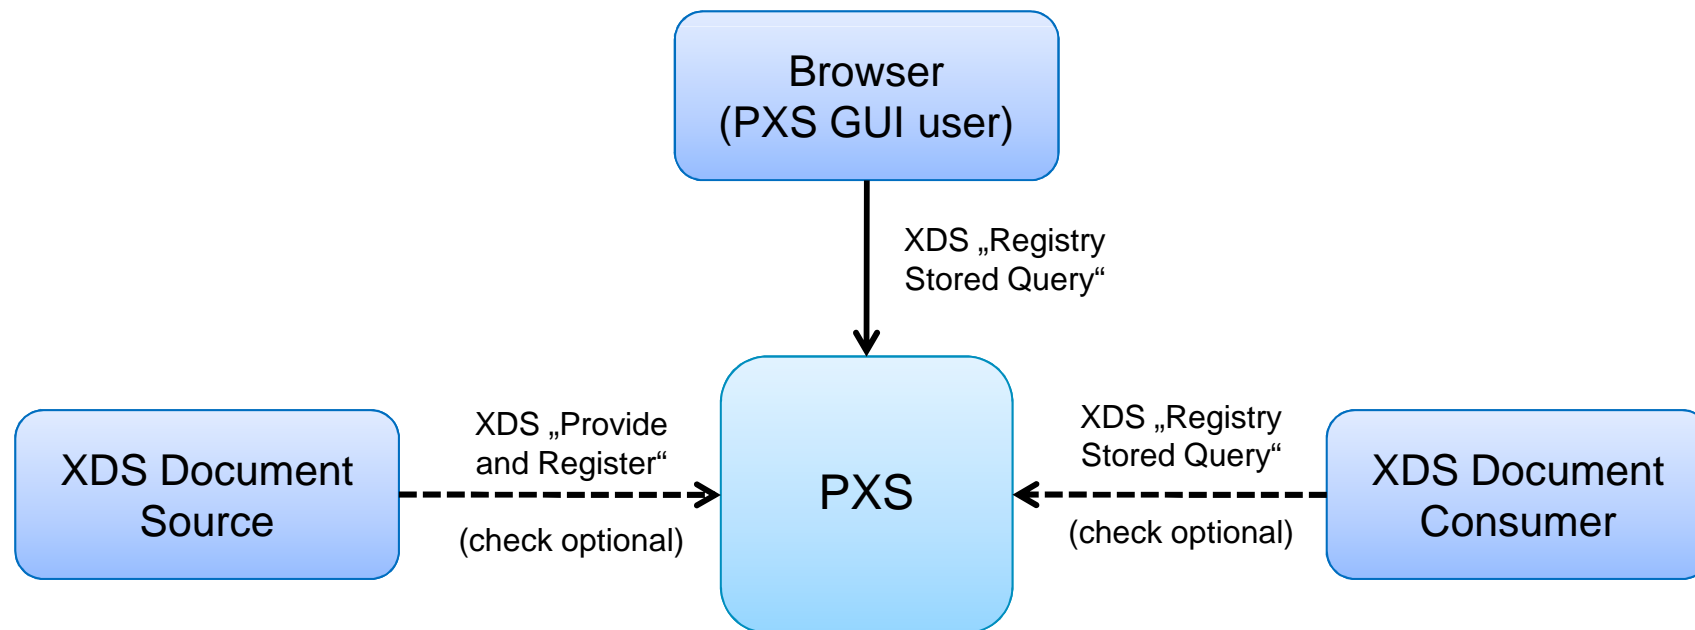 Browser
(PXS GUI user)
XDS „Registry
Stored Query“
XDS Document
Source
XDS „Provide
and Register“
(check optional)
PXS
XDS „Registry
Stored Query“
(check optional)
XDS Document
Consumer